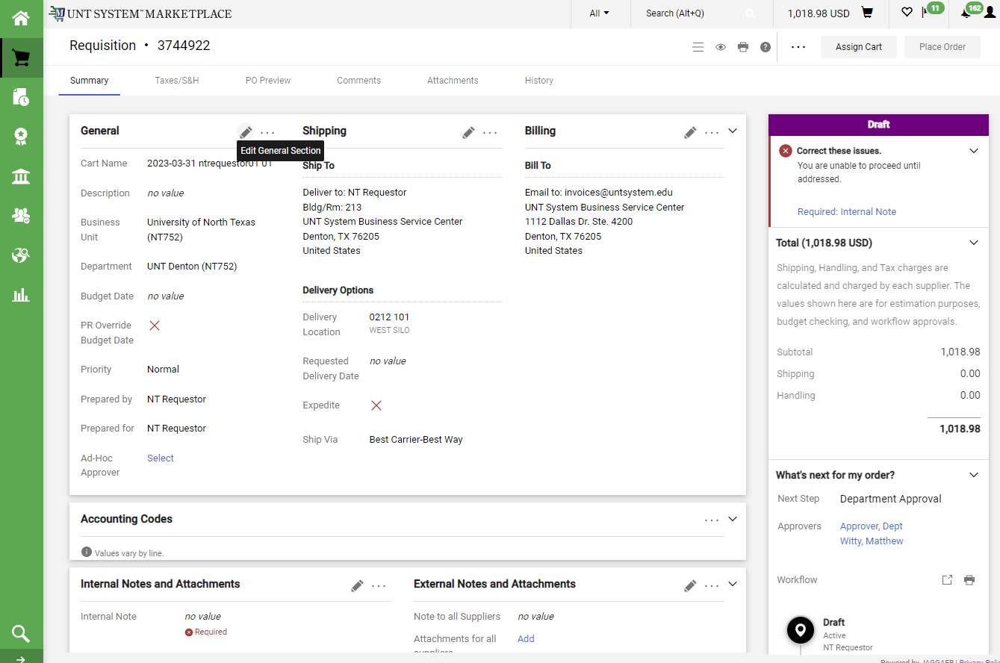 UNT SYSTEM™ MARKETPLACE
All
Search (Alt+Q)
1,018.98 USD
11
162
Requisition • 3744922
Assign Cart
Place Order
Summary
Taxes/S&H
PO Preview
Comments
Attachments
History
General
Edit General Section
Cart Name
2023-03-31 ntrequestor01 01
Description
no value
Business
Unit
University of North Texas
(NT752)
Department
UNT Denton (NT752)
Budget Date
no value
PR Override
Budget Date
Priority
Normal
Prepared by
NT Requestor
Prepared for
NT Requestor
Ad-Hoc
Approver
Select
Shipping
Ship To
Deliver to: NT Requestor
Bldg/Rm: 213
UNT System Business Service Center
Denton, TX 76205
United States
Delivery Options
Delivery
Location
0212 101
WEST SILO
Requested
Delivery Date
no value
Expedite
Ship Via
Best Carrier-Best Way
Billing
Bill To
Email to: invoices@untsystem.edu
UNT System Business Service Center
1112 Dallas Dr. Ste. 4200
Denton, TX 76205
United States
Accounting Codes
Values vary by line.
Internal Notes and Attachments
Internal Note
no value
Required
External Notes and Attachments
Note to all Suppliers
no value
Attachments for all
suppliers
Add
Draft
Correct these issues.
You are unable to proceed until
addressed.
Required: Internal Note
Total (1,018.98 USD)
Shipping, Handling, and Tax charges are
calculated and charged by each supplier. The
values shown here are for estimation purposes,
budget checking, and workflow approvals.
Subtotal
1,018.98
Shipping
0.00
Handling
0.00
1,018.98
What's next for my order?
Next Step
Department Approval
Approvers
Approver, Dept
Witty, Matthew
Workflow
Draft
Active
NT Requestor
Powered by JAGGAER | Privacy Polic